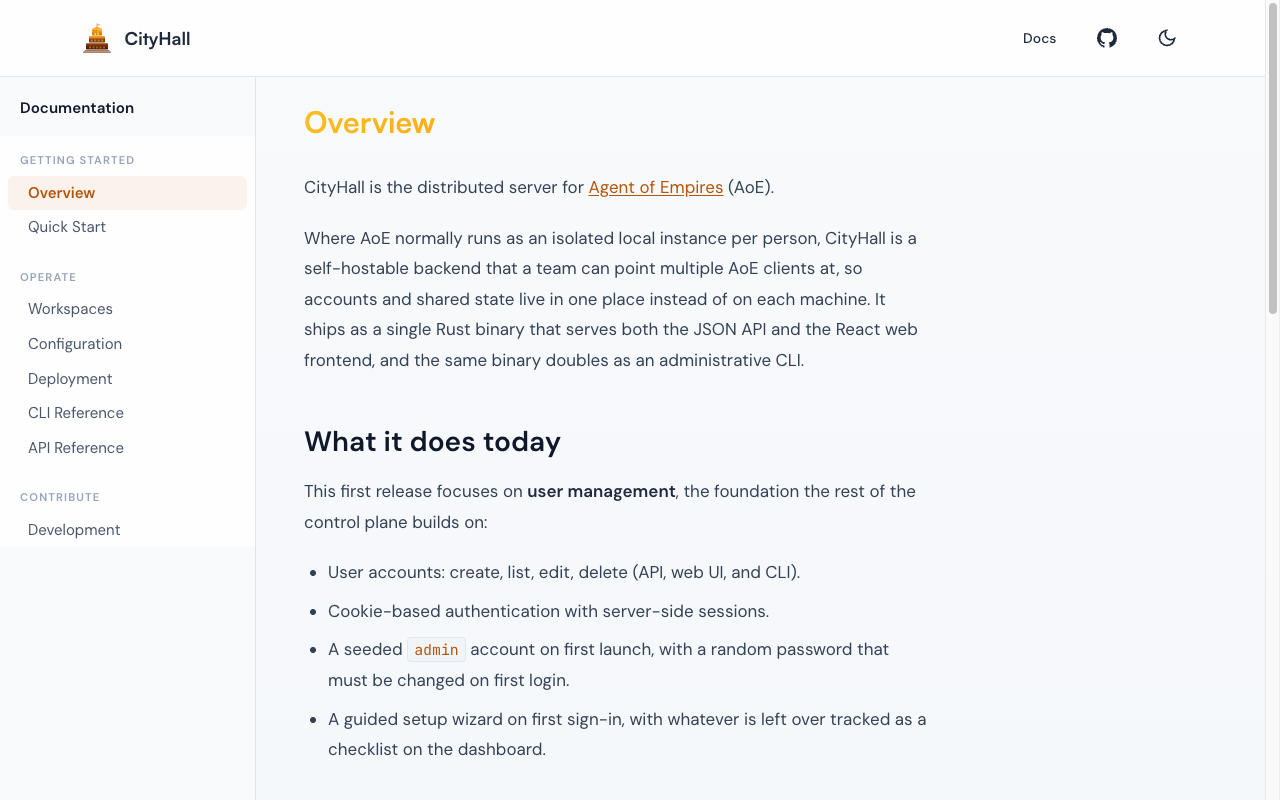 CityHall
Docs
Documentation
GETTING STARTED
Overview
Quick Start
OPERATE
Workspaces
Configuration
Deployment
CLI Reference
API Reference
CONTRIBUTE
Development
Overview
CityHall is the distributed server for Agent of Empires (AoE).
Where AoE normally runs as an isolated local instance per person, CityHall is a
self-hostable backend that a team can point multiple AoE clients at, so
accounts and shared state live in one place instead of on each machine. It
ships as a single Rust binary that serves both the JSON API and the React web
frontend, and the same binary doubles as an administrative CLI.
What it does today
This first release focuses on user management, the foundation the rest of the
control plane builds on:
• User accounts: create, list, edit, delete (API, web UI, and CLI).
• Cookie-based authentication with server-side sessions.
• A seeded admin account on first launch, with a random password that
must be changed on first login.
• A guided setup wizard on first sign-in, with whatever is left over tracked as a
checklist on the dashboard.